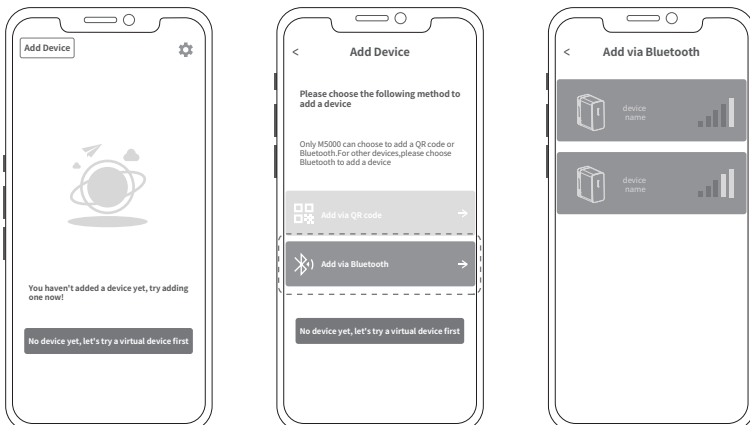 Add Device
You haven't added a device yet, try adding
one now!
No device yet, let's try a virtual device first
<
Add Device
Please choose the following method to
add a device
Only M5000 can choose to add a QR code or
Bluetooth.For other devices,please choose
Bluetooth to add a device
Add via QR code
Add via Bluetooth
No device yet, let's try a virtual device first
<
Add via Bluetooth
device
name
device
name